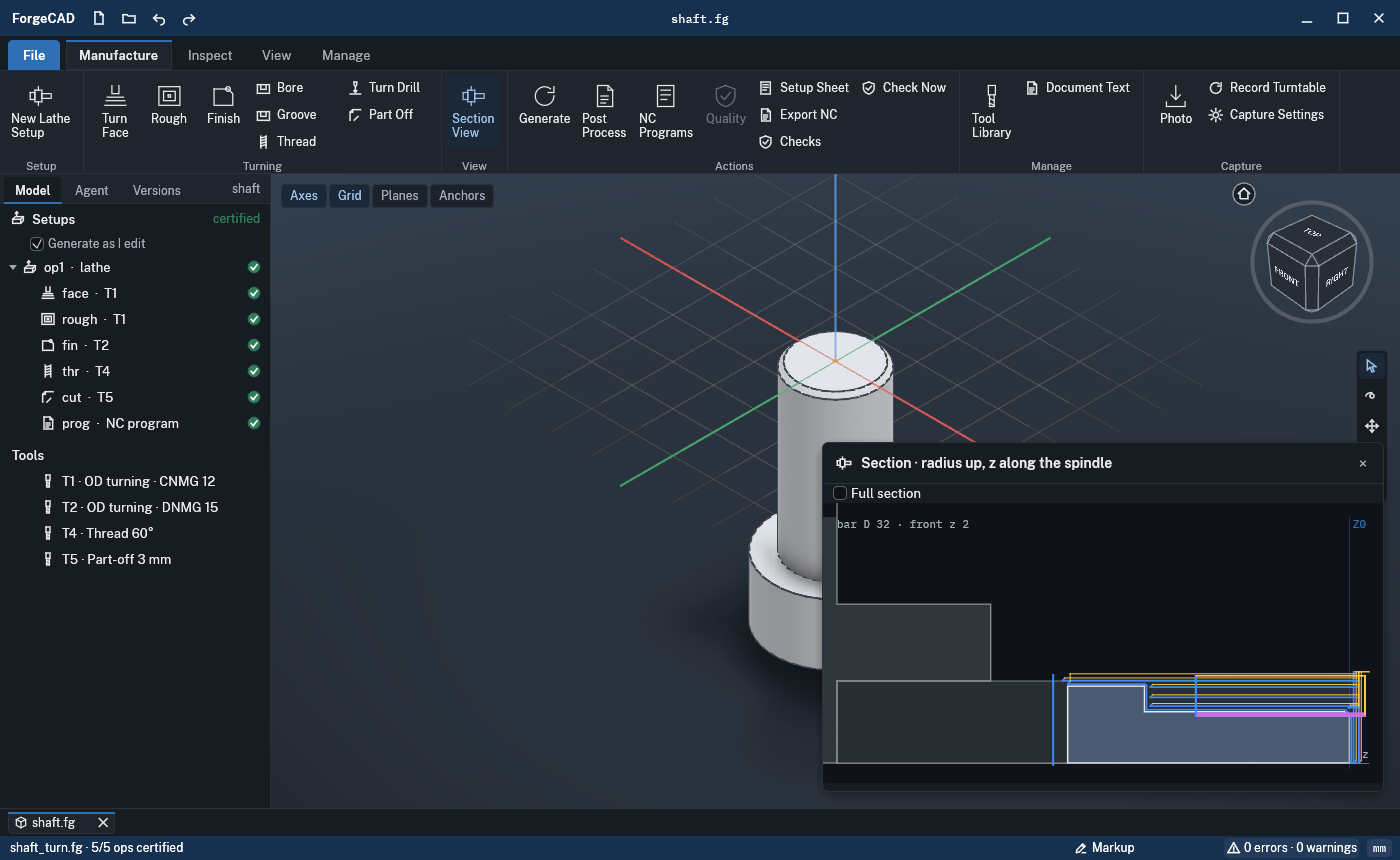 ForgeCAD
shaft.fg
File
Manufacture
Inspect
View
Manage
New Lathe
Setup
Turn
Face
Rough
Finish
Bore
Groove
Thread
Turn Drill
Part Off
Section
View
Generate
Post
Process
NC
Programs
Quality
Setup Sheet
Export NC
Checks
Check Now
Tool
Library
Document Text
Photo
Record Turntable
Capture Settings
Setup
Turning
View
Actions
Manage
Capture
Model
Agent
Versions
shaft
Setups
certified
Generate as I edit
op1 · lathe
face · T1
rough · T1
fin · T2
thr · T4
cut · T5
prog · NC program
Tools
T1 · OD turning · CNMG 12
T2 · OD turning · DNMG 15
T4 · Thread 60°
T5 · Part-off 3 mm
Axes
Grid
Planes
Anchors
TOP
FRONT
RIGHT
Section · radius up, z along the spindle
Full section
bar D 32 · front z 2
Z0
z
shaft.fg
shaft_turn.fg · 5/5 ops certified
Markup
0 errors · 0 warnings
mm